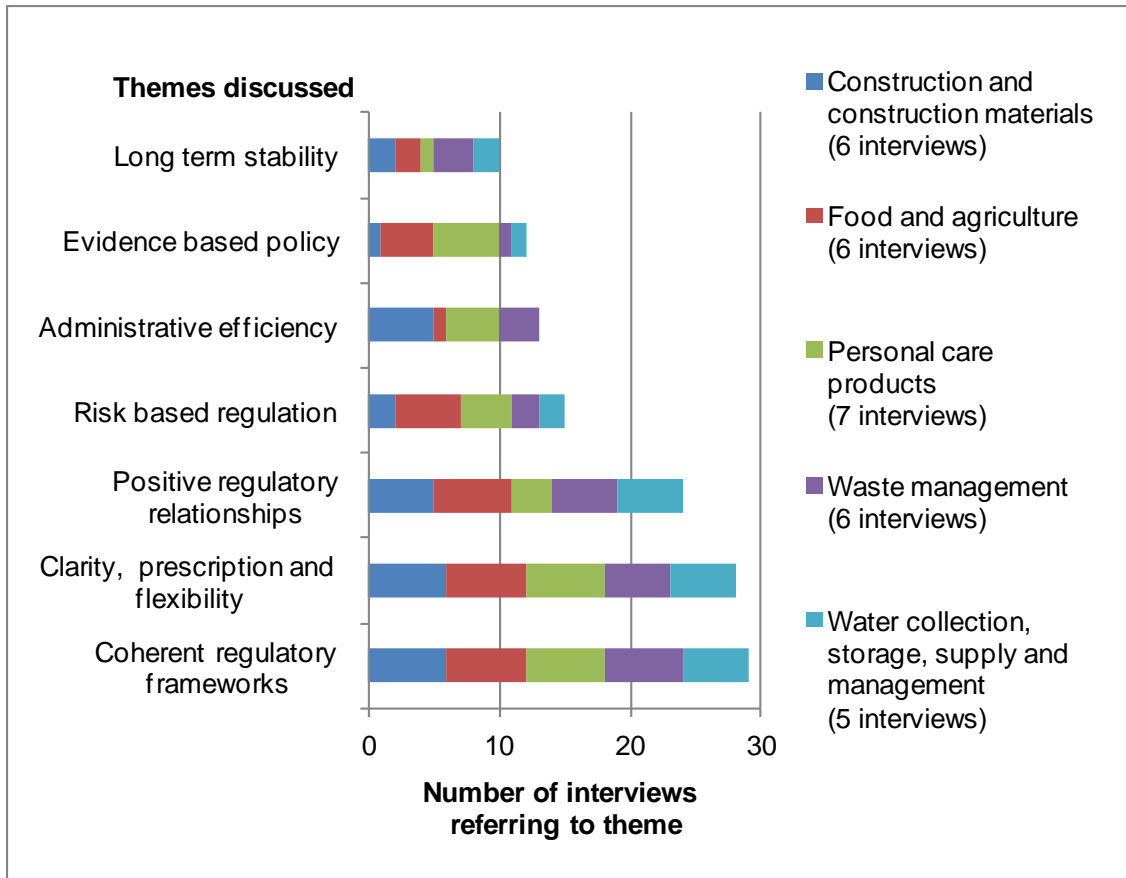 Themes discussed
Long term stability
Evidence based policy
Administrative efficiency
Risk based regulation
Positive regulatory
relationships
Clarity, prescription and
flexibility
Coherent regulatory
frameworks
0 10 20 30
Number of interviews
referring to theme
Construction and
construction materials
(6 interviews)
Food and agriculture
(6 interviews)
Personal care
products
(7 interviews)
Waste management
(6 interviews)
Water collection,
storage, supply and
management
(5 interviews)